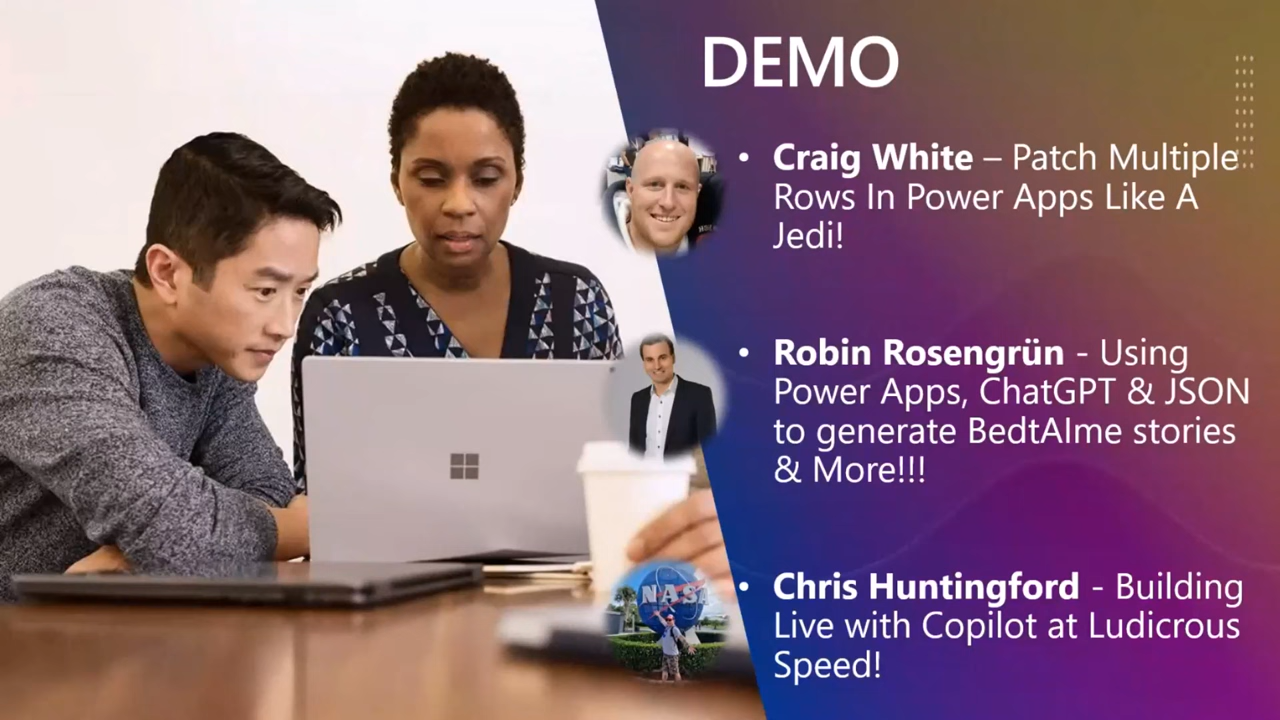 DEMO
• Craig White – Patch Multiple
Rows In Power Apps Like A
Jedi!
• Robin Rosengrün - Using
Power Apps, ChatGPT & JSON
to generate BedtAIme stories
& More!!!
NASA
• Chris Huntingford - Building
Live with Copilot at Ludicrous
Speed!